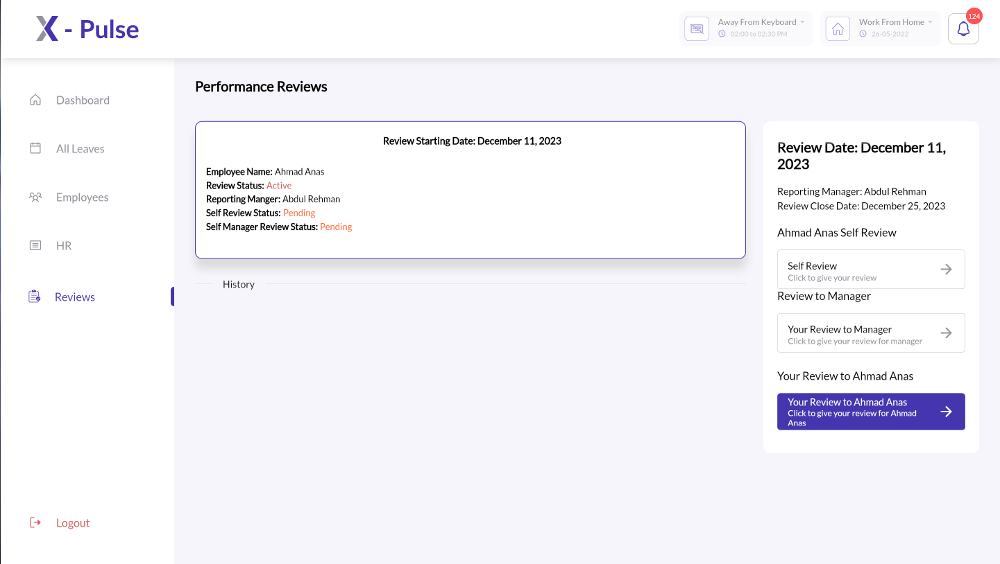 X - Pulse
Away From Keyboard
02:00 to 02:30 PM
Work From Home
26-05-2022
124
Dashboard
All Leaves
Employees
HR
Reviews
Logout
Performance Reviews
Review Starting Date: December 11, 2023
Employee Name: Ahmad Anas
Review Status: Active
Reporting Manger: Abdul Rehman
Self Review Status: Pending
Self Manager Review Status: Pending
History
Review Date: December 11,
2023
Reporting Manager: Abdul Rehman
Review Close Date: December 25, 2023
Ahmad Anas Self Review
Self Review
Click to give your review
Review to Manager
Your Review to Manager
Click to give your review for manager
Your Review to Ahmad Anas
Your Review to Ahmad Anas
Click to give your review for Ahmad
Anas